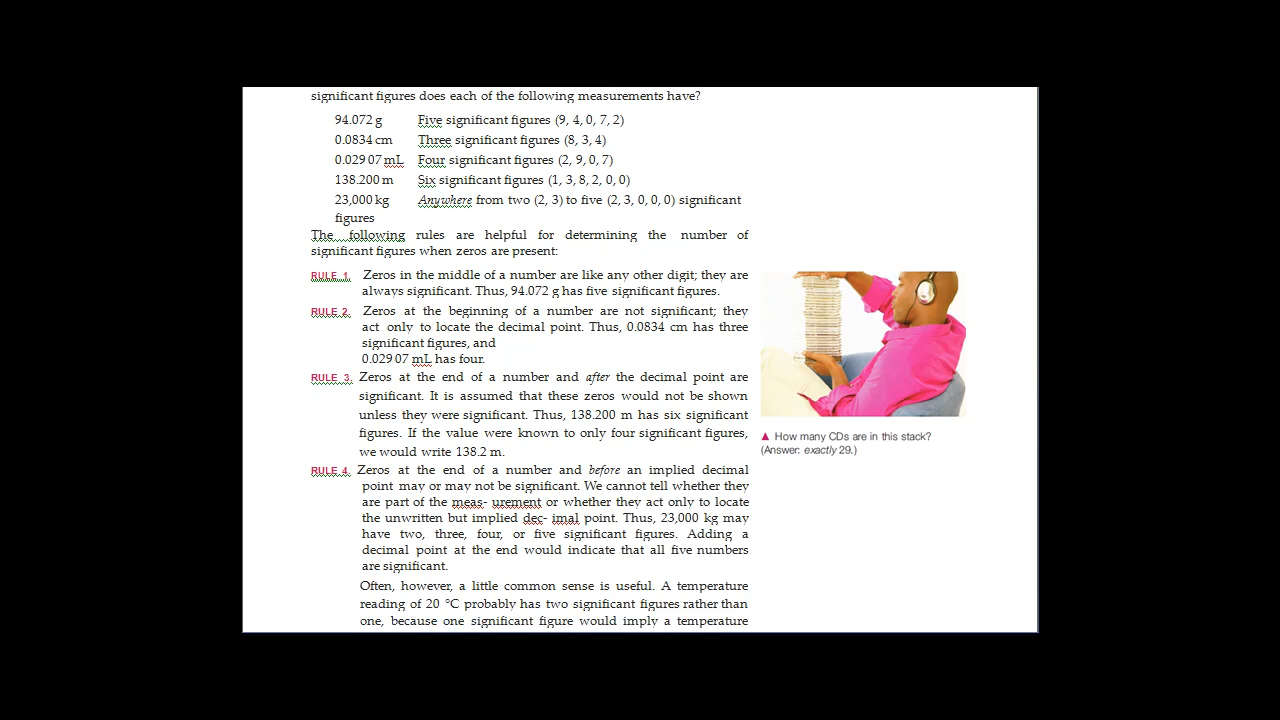 significant figures does each of the following measurements have?
94.072 g Five significant figures (9, 4, 0, 7, 2)
0.0834 cm Three significant figures (8, 3, 4)
0.029 07 mL Four significant figures (2, 9, 0, 7)
138.200 m Six significant figures (1, 3, 8, 2, 0, 0)
23,000 kg Anywhere from two (2, 3) to five (2, 3, 0, 0, 0) significant
figures
The following rules are helpful for determining the number of
significant figures when zeros are present:
RULE 1. Zeros in the middle of a number are like any other digit; they are
always significant. Thus, 94.072 g has five significant figures.
RULE 2. Zeros at the beginning of a number are not significant; they
act only to locate the decimal point. Thus, 0.0834 cm has three
significant figures, and
0.029 07 mL has four.
RULE 3. Zeros at the end of a number and after the decimal point are
significant. It is assumed that these zeros would not be shown
unless they were significant. Thus, 138.200 m has six significant
figures. If the value were known to only four significant figures,
we would write 138.2 m.
RULE 4. Zeros at the end of a number and before an implied decimal
point may or may not be significant. We cannot tell whether they
are part of the meas- urement or whether they act only to locate
the unwritten but implied dec- imal point. Thus, 23,000 kg may
have two, three, four, or five significant figures. Adding a
decimal point at the end would indicate that all five numbers
are significant.
Often, however, a little common sense is useful. A temperature
reading of 20 °C probably has two significant figures rather than
one, because one significant figure would imply a temperature
▲ How many CDs are in this stack?
(Answer: exactly 29.)